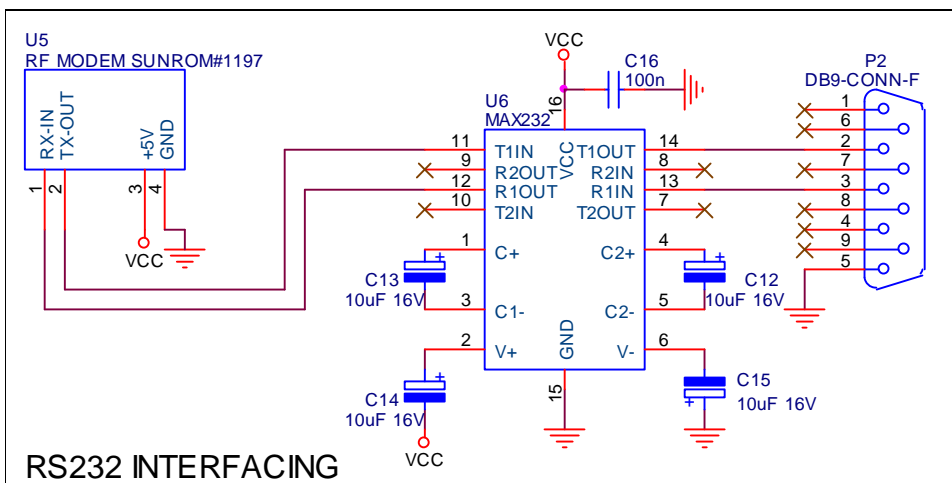 U5
RF MODEM SUNROM#1197
RX-IN
TX-OUT
+5V
GND
1
2
3
4
VCC
VCC
C16
100n
16
U6
MAX232
VCC
11
T1IN
T1OUT
14
9
R2OUT
R2IN
8
12
R1OUT
R1IN
13
10
T2IN
T2OUT
7
1
C+
C2+
4
3
C1-
C2-
5
2
V+
V-
6
GND
15
C13
10uF 16V
C12
10uF 16V
C14
10uF 16V
VCC
C15
10uF 16V
P2
DB9-CONN-F
1
6
2
7
3
8
4
9
5
RS232 INTERFACING